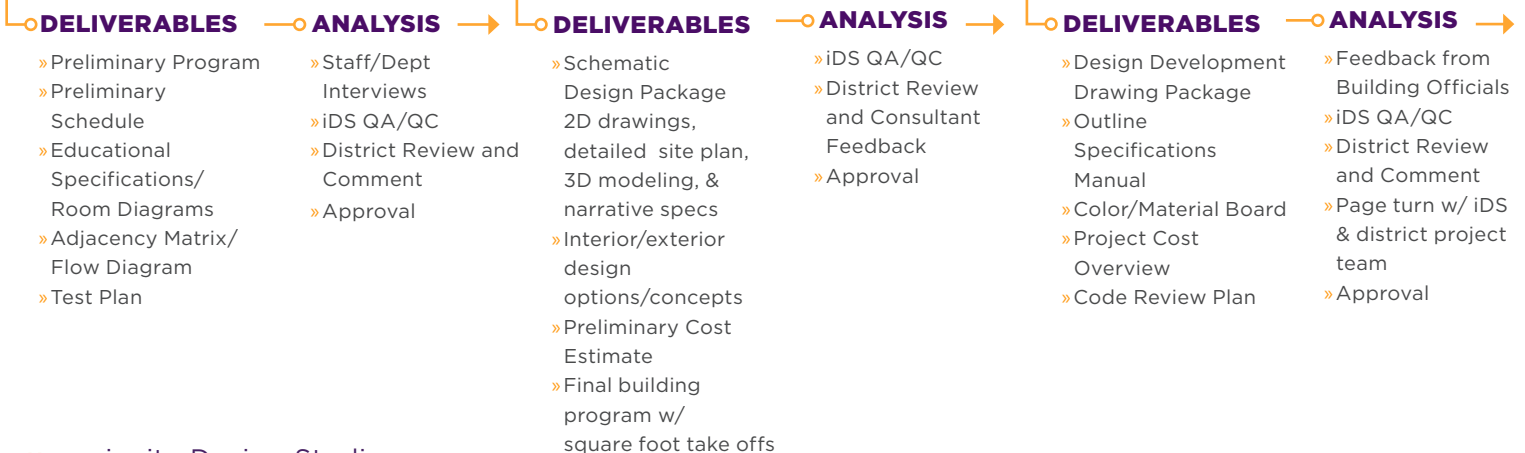 DELIVERABLES
»Preliminary Program
»Preliminary
Schedule
»Educational
Specifications/
Room Diagrams
»Adjacency Matrix/
Flow Diagram
»Test Plan
ANALYSIS
»Staff/Dept
Interviews
»iDS QA/QC
»District Review and
Comment
»Approval
DELIVERABLES
»Schematic
Design Package
2D drawings,
detailed site plan,
3D modeling, &
narrative specs
»Interior/exterior
design
options/concepts
»Preliminary Cost
Estimate
»Final building
program w/
square foot take offs
ANALYSIS
»iDS QA/QC
»District Review
and Consultant
Feedback
»Approval
DELIVERABLES
»Design Development
Drawing Package
»Outline
Specifications
Manual
»Color/Material Board
»Project Cost
Overview
»Code Review Plan
ANALYSIS
»Feedback from
Building Officials
»iDS QA/QC
»District Review
and Comment
»Page turn w/ iDS
& district project
team
»Approval